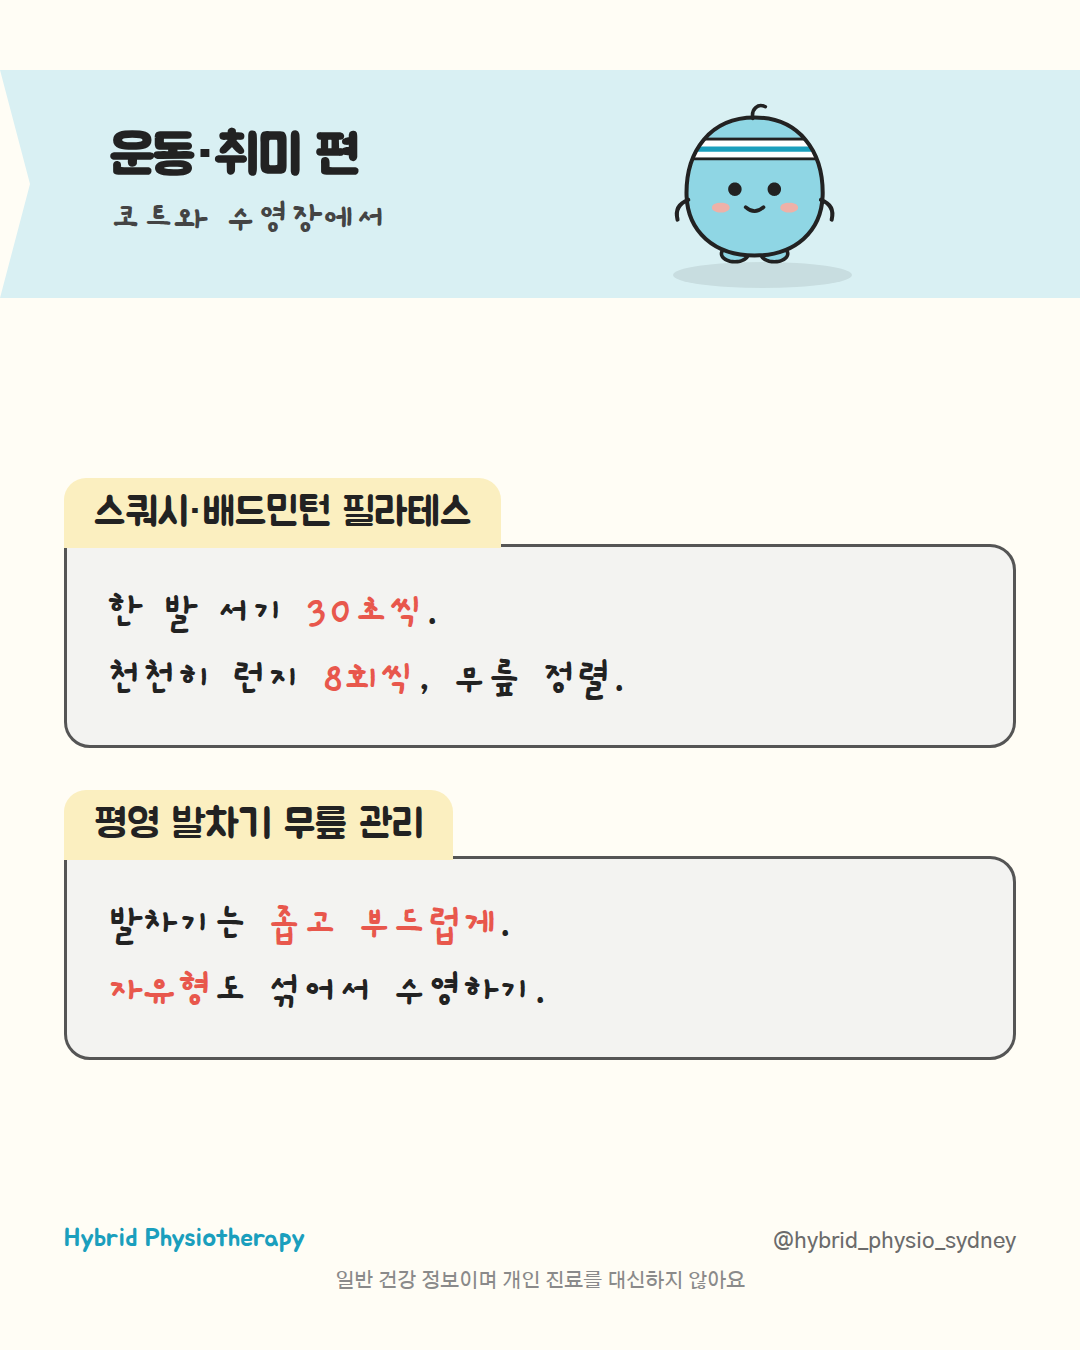 운동·취미 편
코트와 수영장에서
스쿼시·배드민턴 필라테스
한 발 서기 30초씩.
천천히 런지 8회씩, 무릎 정렬.
평영 발차기 무릎 관리
발차기는 좁고 부드럽게.
자유형도 섞어서 수영하기.
Hybrid Physiotherapy
@hybrid_physio_sydney
일반 건강 정보이며 개인 진료를 대신하지 않아요